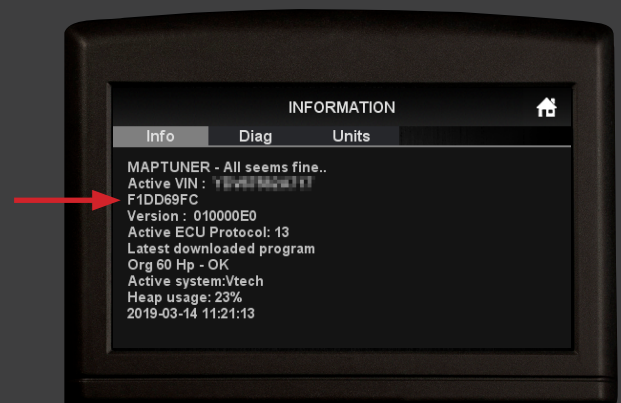 INFORMATION
Info Diag Units
MAPTUNER - All seems fine..
Active VIN :
F1DD69FC
Version : 010000E0
Active ECU Protocol: 13
Latest downloaded program
Org 60 Hp - OK
Active system:Vtech
Heap usage: 23%
2019-03-14 11:21:13